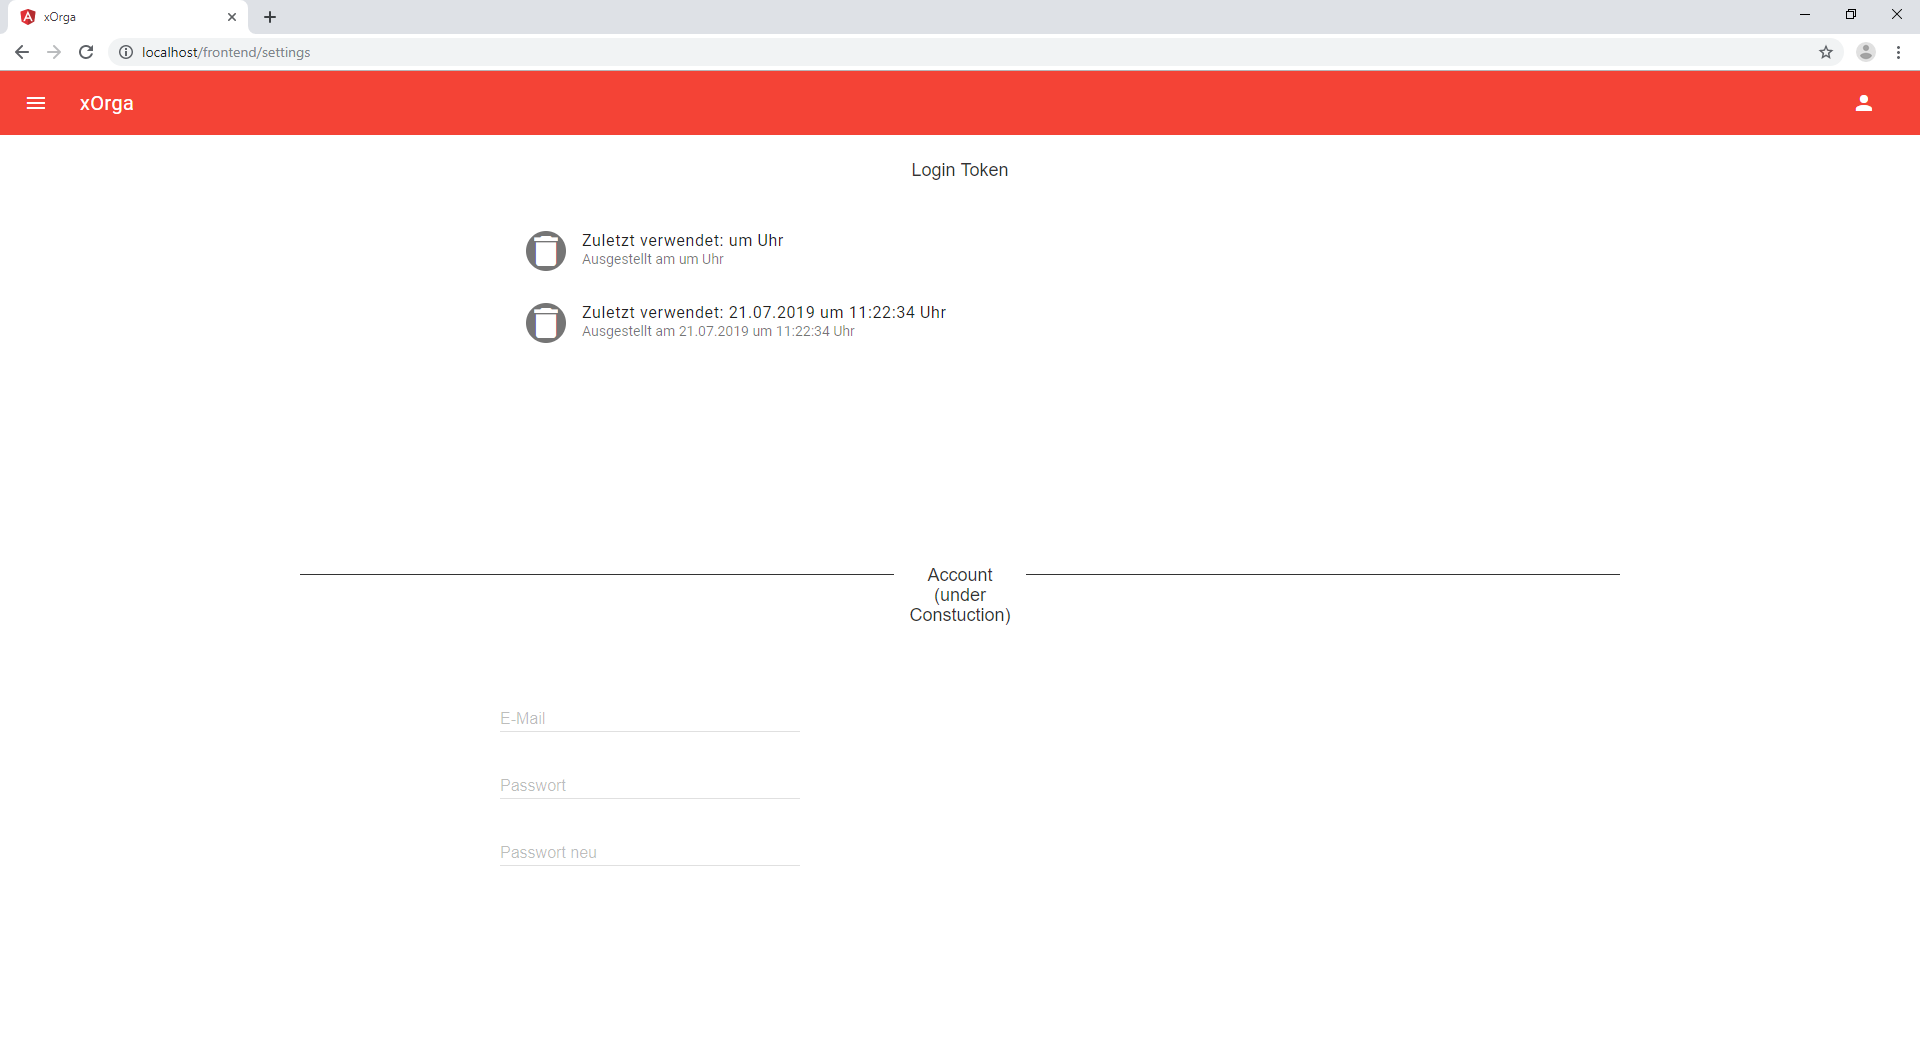 xOrga
localhost/frontend/settings
xOrga
Login Token
Zuletzt verwendet: um Uhr
Ausgestellt am um Uhr
Zuletzt verwendet: 21.07.2019 um 11:22:34 Uhr
Ausgestellt am 21.07.2019 um 11:22:34 Uhr
Account
(under
Constuction)
E-Mail
Passwort
Passwort neu